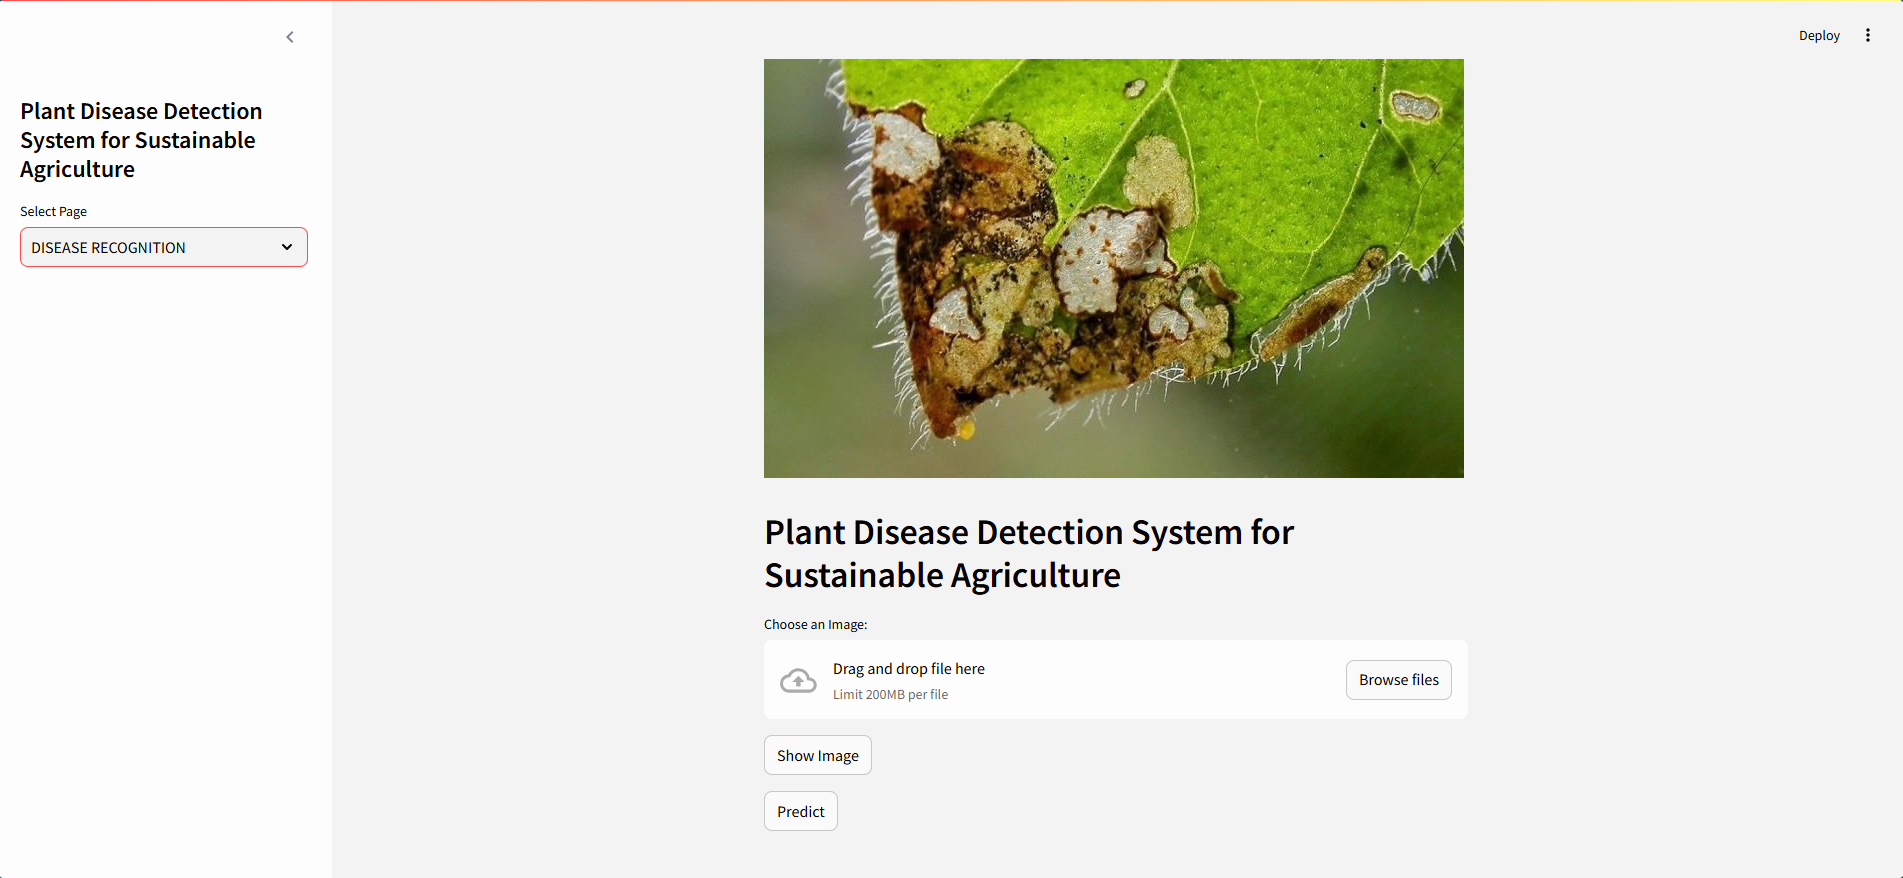 Deploy
Plant Disease Detection
System for Sustainable
Agriculture
Select Page
DISEASE RECOGNITION
Plant Disease Detection System for
Sustainable Agriculture
Choose an Image:
Drag and drop file here
Limit 200MB per file
Browse files
Show Image
Predict